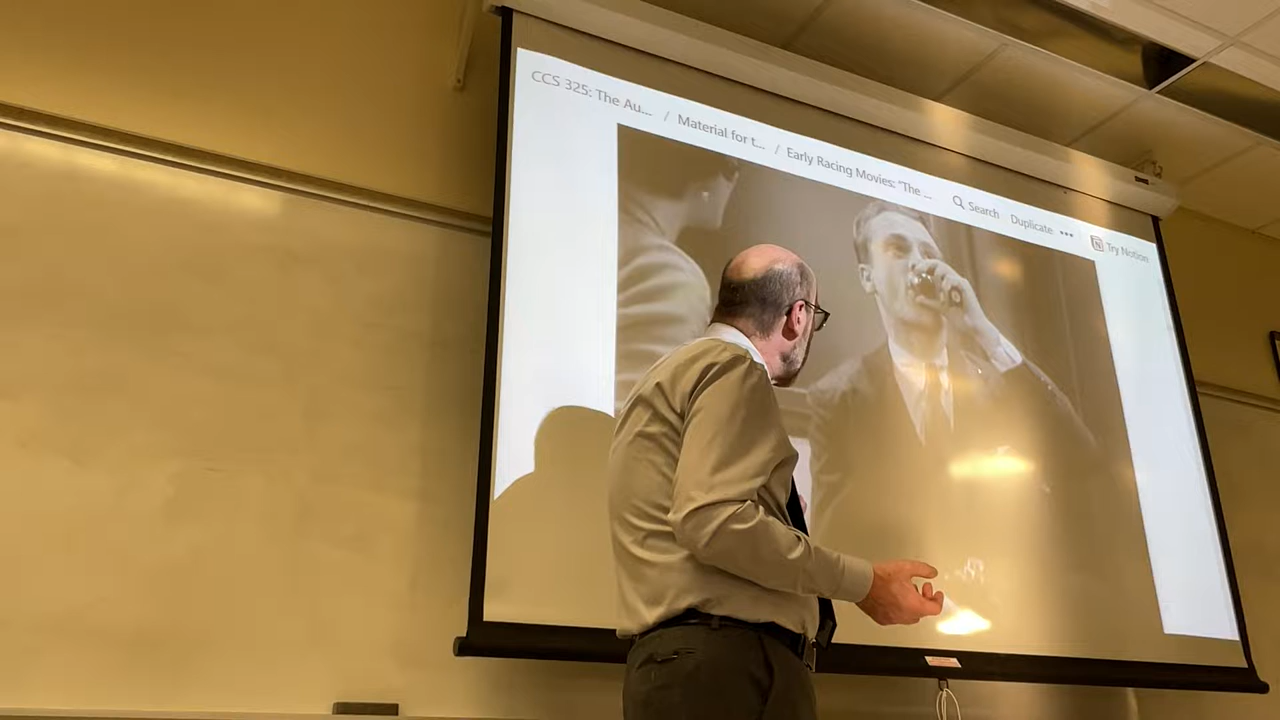 CCS 325: The Au... / Material for t... / Early Racing Movies: "The ... Search Duplicate ••• Try Notion